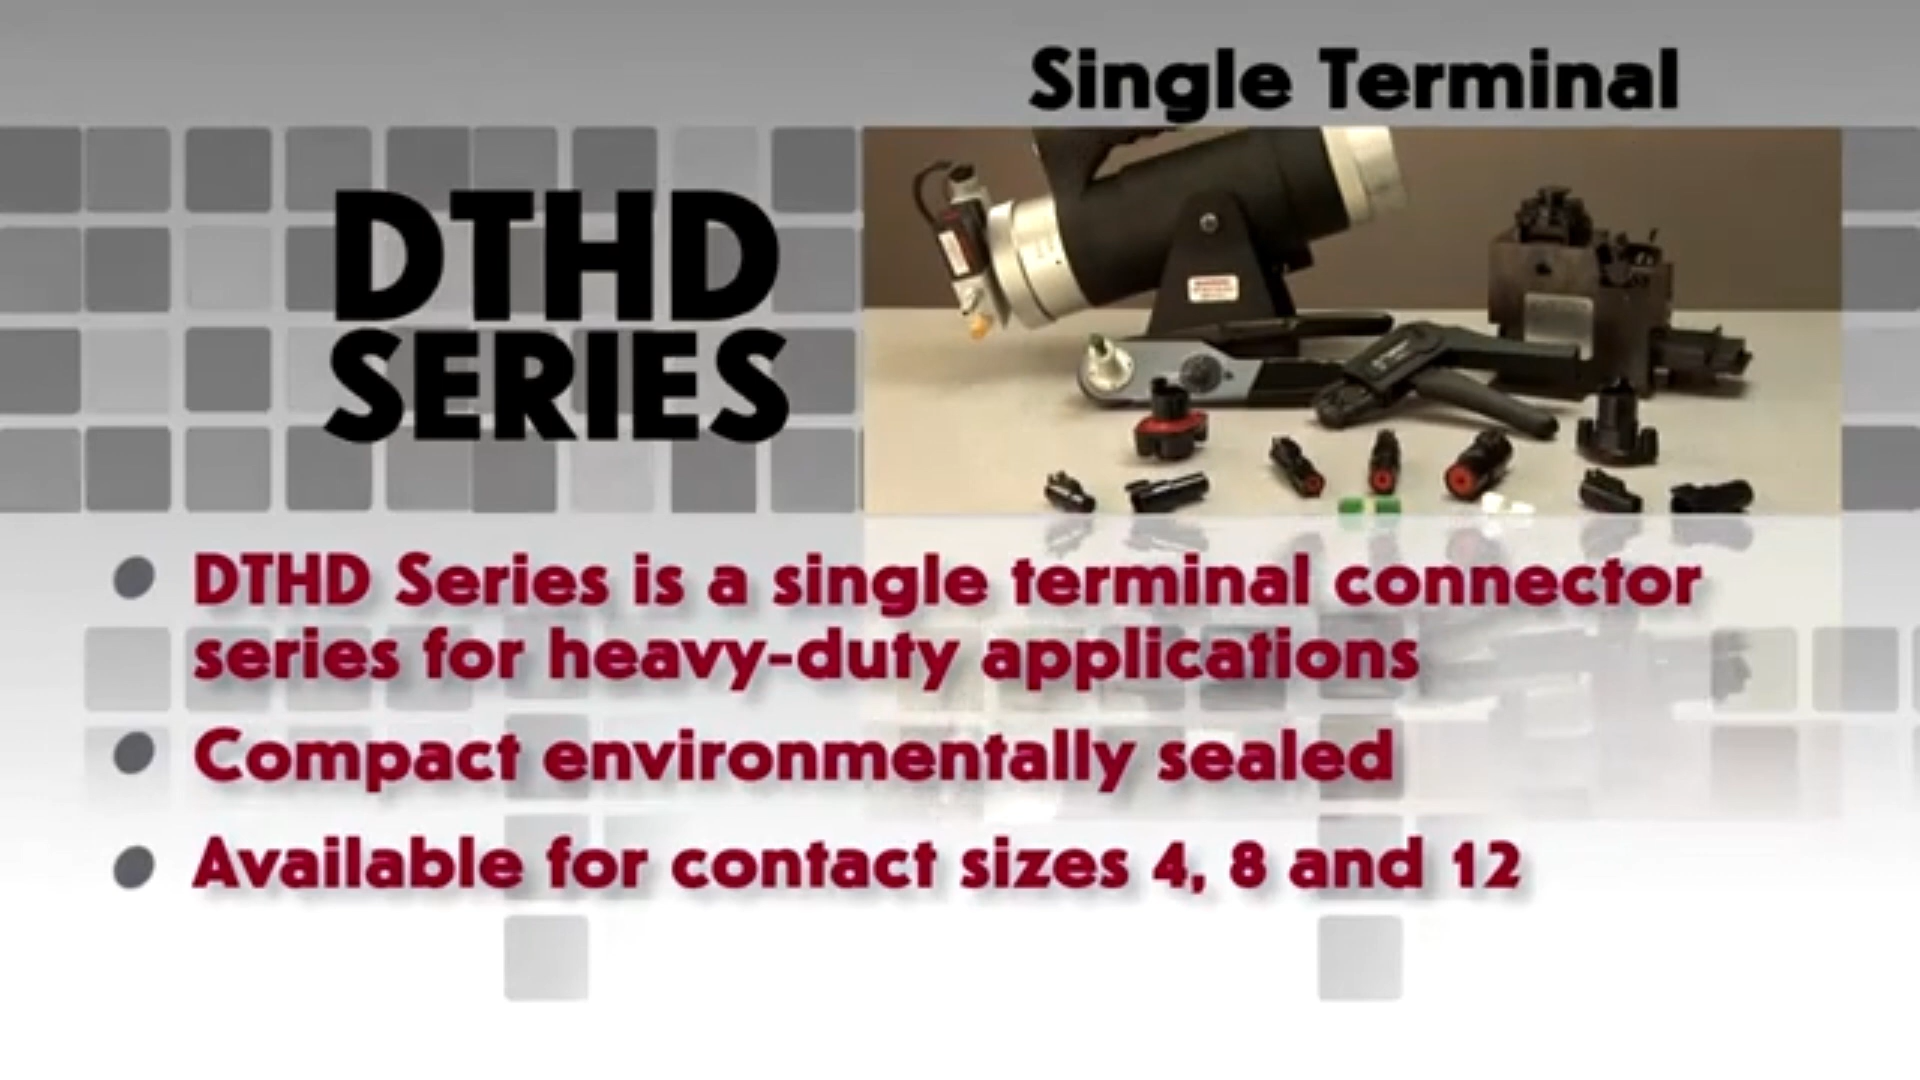 Single Terminal
DTHD
SERIES
DTHD Series is a single terminal connector
series for heavy-duty applications
Compact environmentally sealed
Available for contact sizes 4, 8 and 12